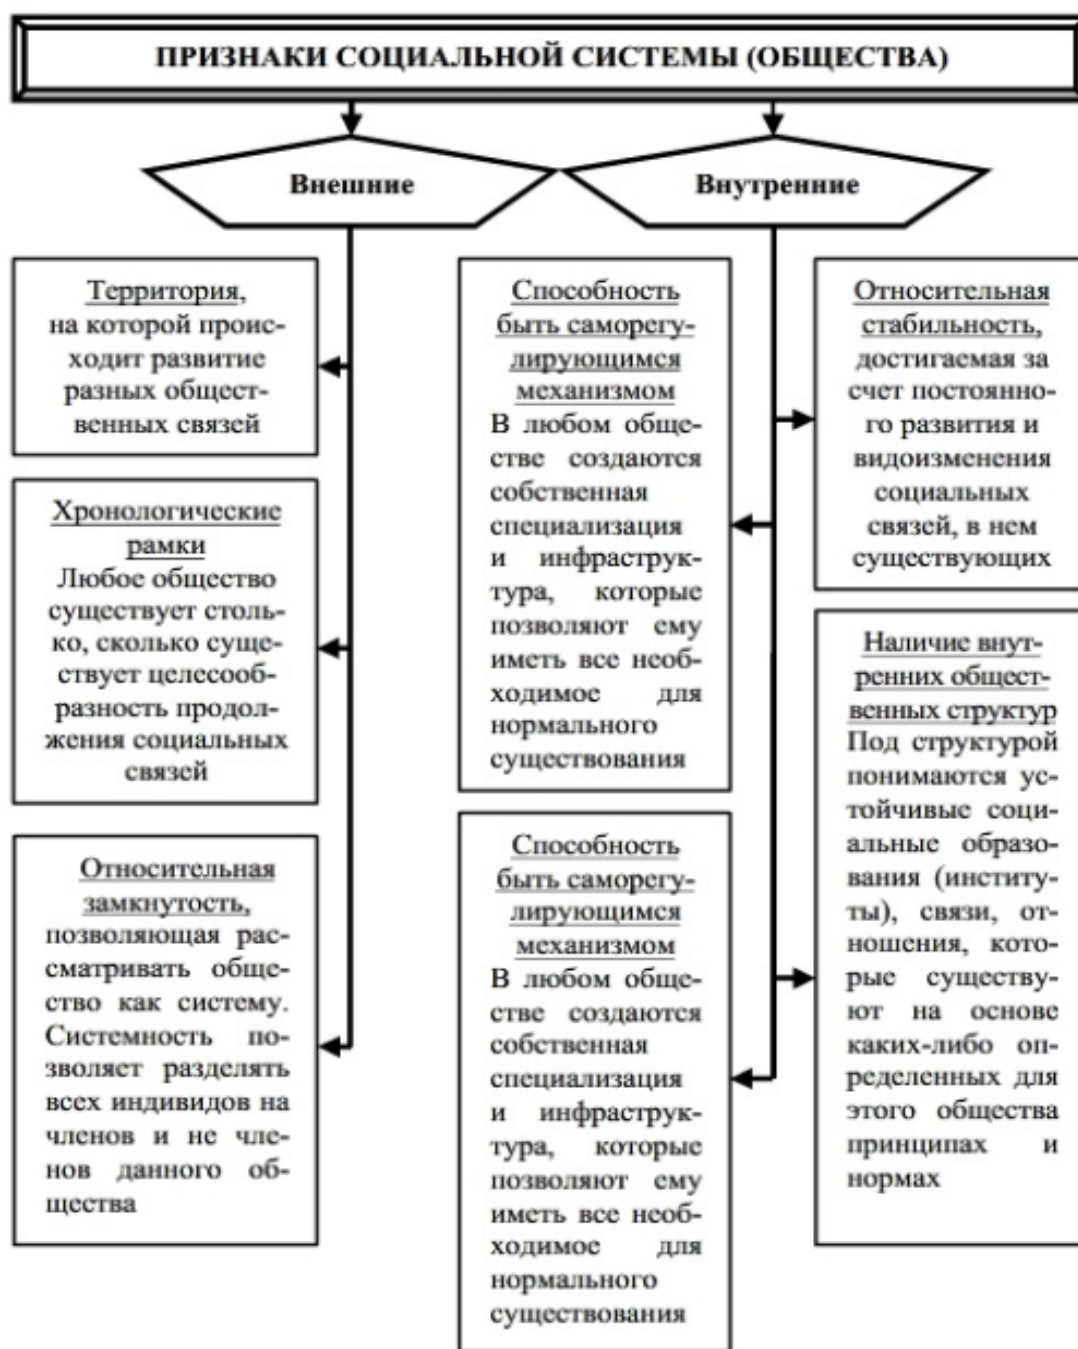 ПРИЗНАКИ СОЦИАЛЬНОЙ СИСТЕМЫ (ОБЩЕСТВА)
Внешние
Внутренние
Территория,
на которой проис-
ходит развитие
разных общест-
венных связей
Хронологические
рамки
Любое общество
существует столь-
ко, сколько суще-
ствует целесооб-
разность продол-
жения социальных
связей
Относительная
замкнутость,
позволяющая рас-
сматривать обще-
ство как систему.
Системность по-
зволяет разделять
всех индивидов на
членов и не чле-
нов данного об-
щества
Способность
быть саморегу-
лирующимся
механизмом
В любом обще-
стве создаются
собственная
специализация
и инфраструк-
тура, которые
позволяют ему
иметь все необ-
ходимое для
нормального
существования
Способность
быть саморегу-
лирующимся
механизмом
В любом обще-
стве создаются
собственная
специализация
и инфраструк-
тура, которые
позволяют ему
иметь все необ-
ходимое для
нормального
существования
Относительная
стабильность,
достигаемая за
счет постоянно-
го развития и
видоизменения
социальных
связей, в нем
существующих
Наличие внут-
ренних общест-
венных структур
Под структурой
понимаются ус-
тойчивые соци-
альные образо-
вания (институ-
ты), связи, от-
ношения, кото-
рые существу-
ют на основе
каких-либо оп-
ределенных для
этого общества
принципах и
нормах